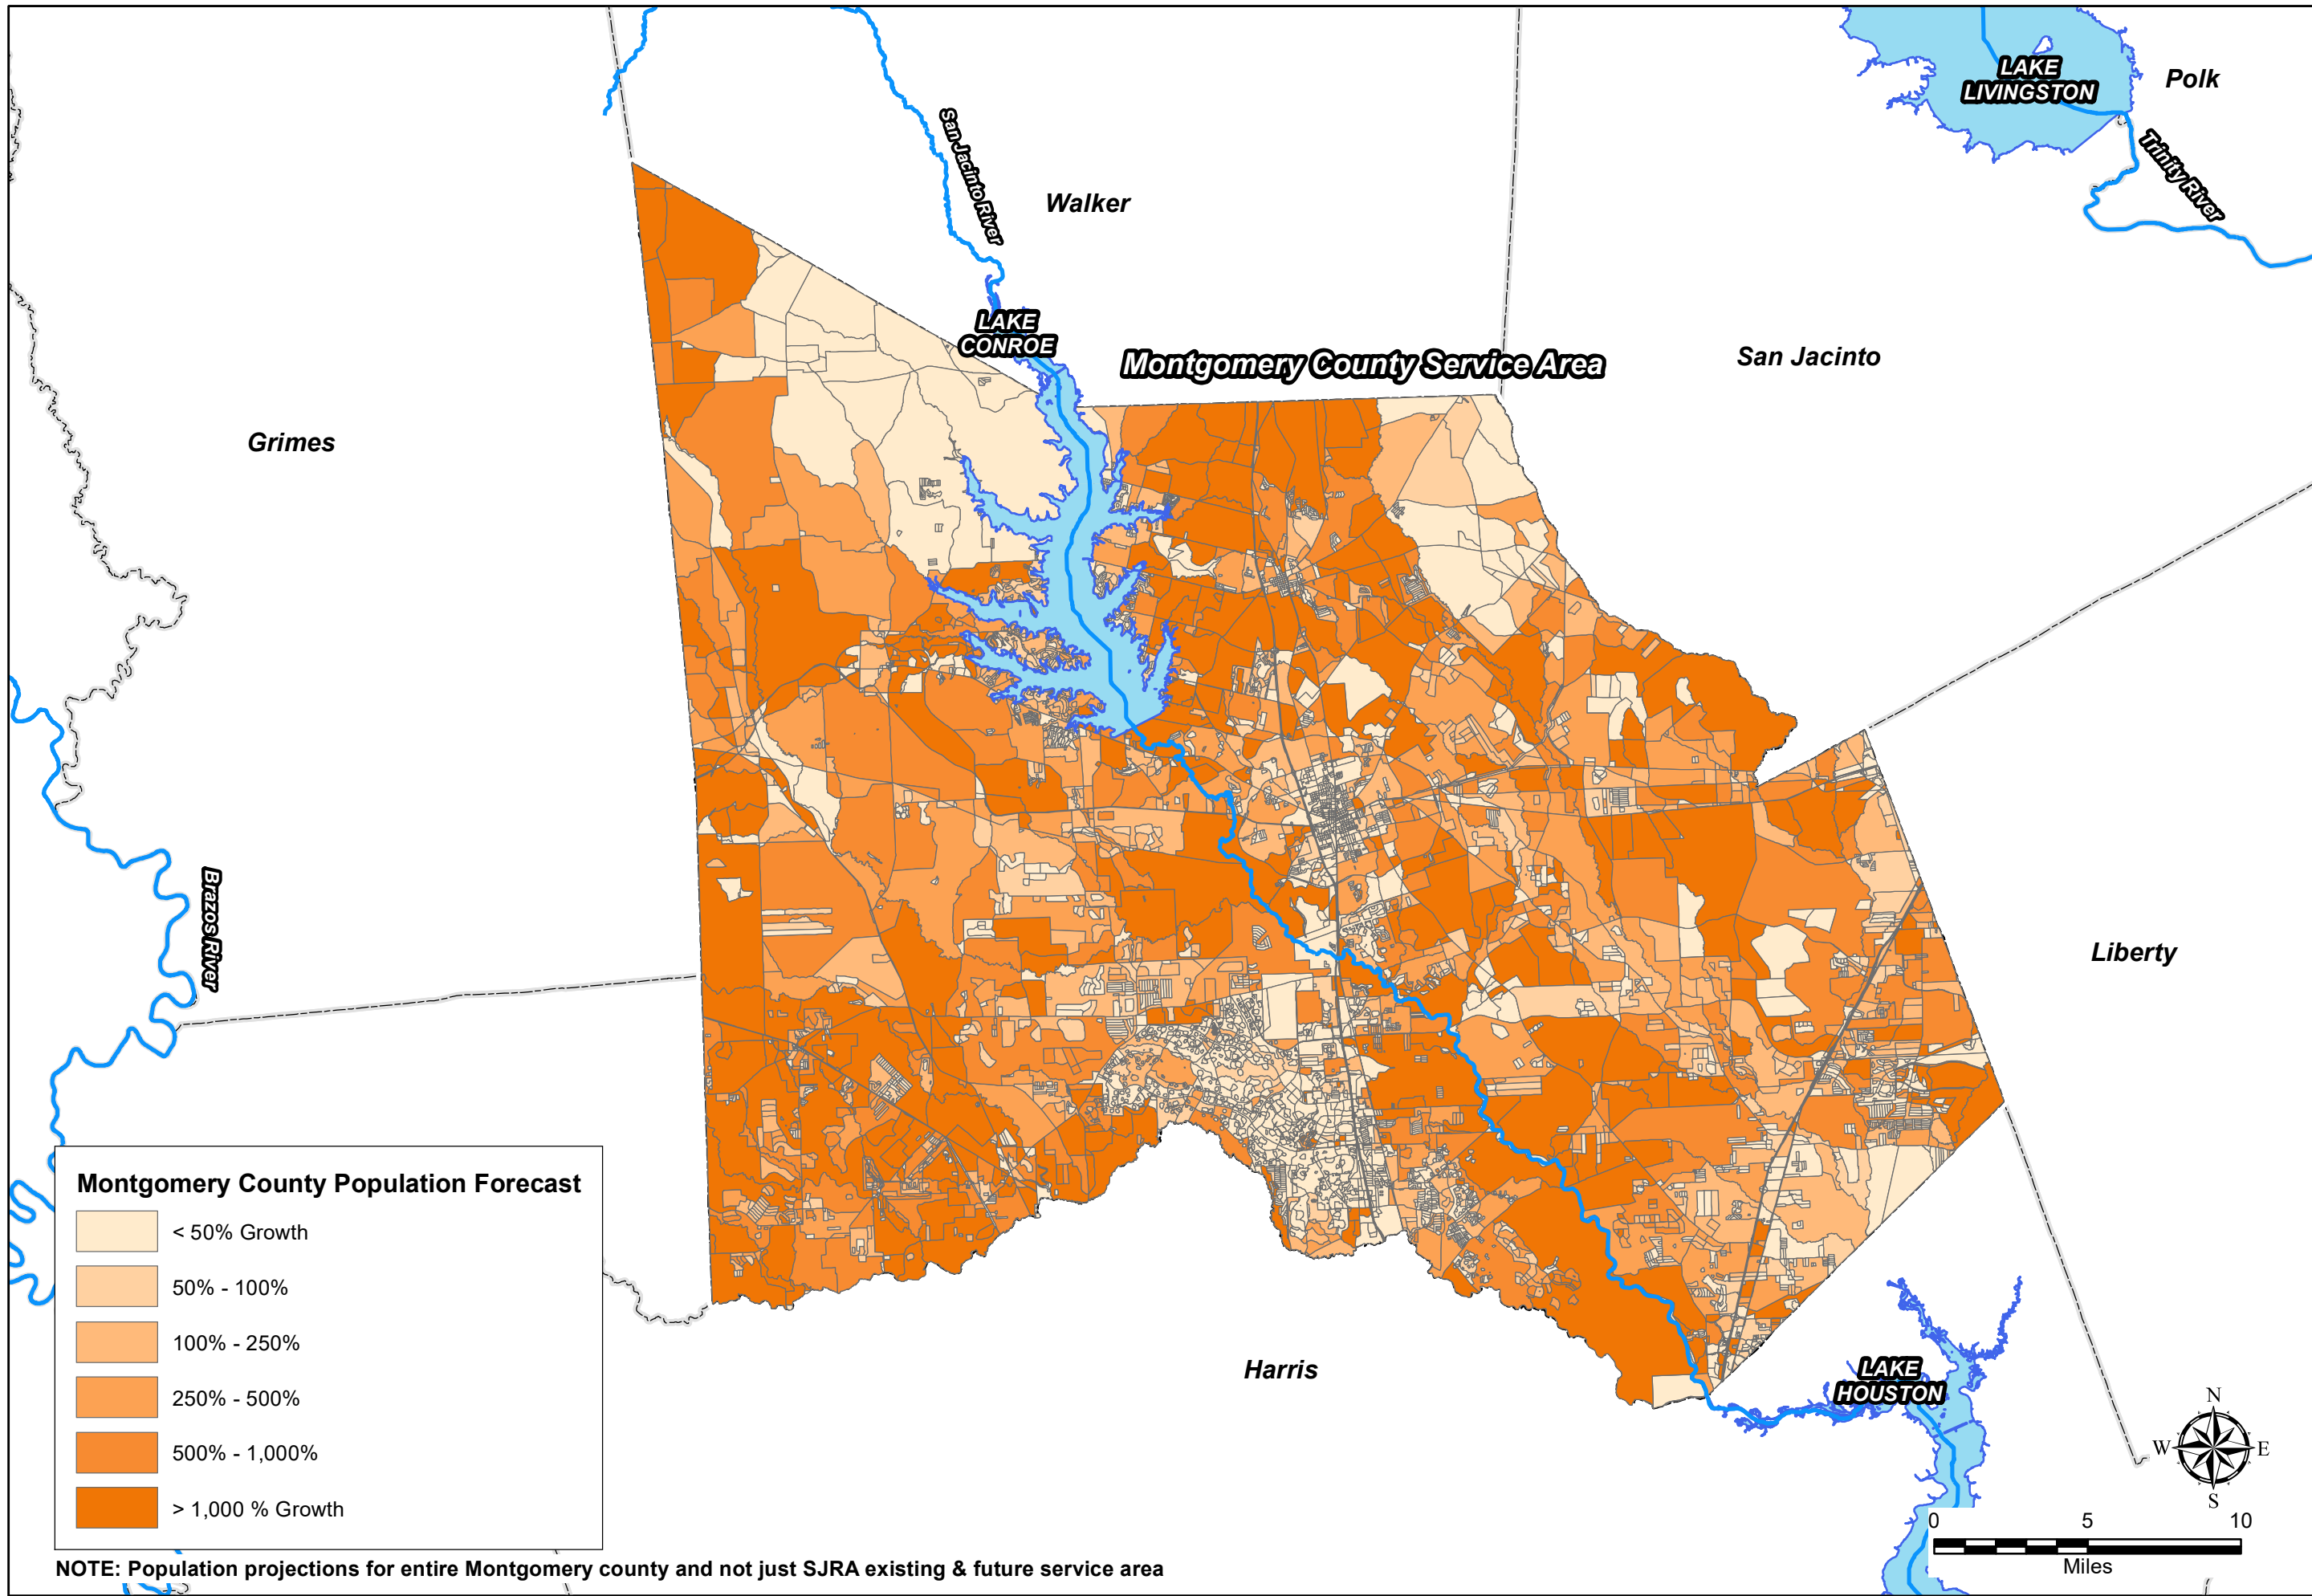 LAKE
LIVINGSTON
Polk
Trinity River
San Jacinto River
Walker
LAKE
CONROE
Montgomery County Service Area
San Jacinto
Grimes
Brazos River
Liberty
Harris
LAKE
HOUSTON
Montgomery County Population Forecast
< 50% Growth
50% - 100%
100% - 250%
250% - 500%
500% - 1,000%
> 1,000 % Growth
N
W
E
S
0 5 10
Miles
NOTE: Population projections for entire Montgomery county and not just SJRA existing & future service area